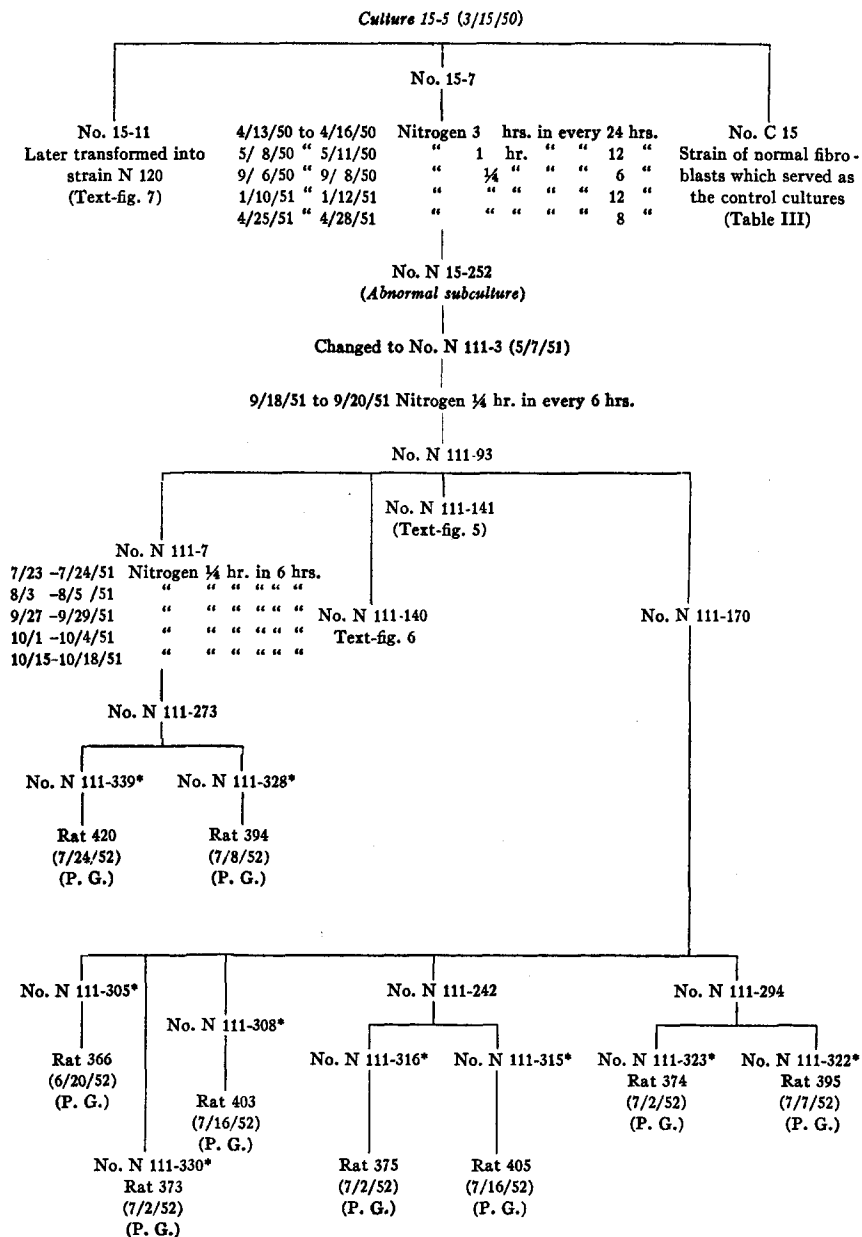 Culture 15-5 (3/15/50)
No. 15-7
No. 15-11
Later transformed into
strain N 120
(Text-fig. 7)
4/13/50 to 4/16/50 Nitrogen 3 hrs. in every 24 hrs.
5/ 8/50 “ 5/11/50 “ 1 hr. “ “ 12 “
9/ 6/50 “ 9/ 8/50 “ ¼ “ “ “ 6 “
1/10/51 “ 1/12/51 “ “ “ “ “ 12 “
4/25/51 “ 4/28/51 “ “ “ “ “ 8 “
No. C 15
Strain of normal fibro-
blasts which served as
the control cultures
(Table III)
No. N 15-252
(Abnormal subculture)
Changed to No. N 111-3 (5/7/51)
9/18/51 to 9/20/51 Nitrogen ¼ hr. in every 6 hrs.
No. N 111-93
No. N 111-141
(Text-fig. 5)
No. N 111-7
7/23 –7/24/51 Nitrogen ¼ hr. in 6 hrs.
8/3 –8/5 /51 “ “ “ “ “ “
9/27 –9/29/51 “ “ “ “ “ “
10/1 –10/4/51 “ “ “ “ “ “
10/15–10/18/51 “ “ “ “ “ “
No. N 111-140
Text-fig. 6
No. N 111-170
No. N 111-273
No. N 111-339* No. N 111-328*
Rat 420 Rat 394
(7/24/52) (7/8/52)
(P. G.) (P. G.)
No. N 111-305* No. N 111-242 No. N 111-294
No. N 111-308*
Rat 366
(6/20/52)
(P. G.)
Rat 403
(7/16/52)
(P. G.)
No. N 111-330*
Rat 373
(7/2/52)
(P. G.)
No. N 111-316* No. N 111-315*
Rat 375 Rat 405
(7/2/52) (7/16/52)
(P. G.) (P. G.)
No. N 111-323* No. N 111-322*
Rat 374 Rat 395
(7/2/52) (7/7/52)
(P. G.) (P. G.)